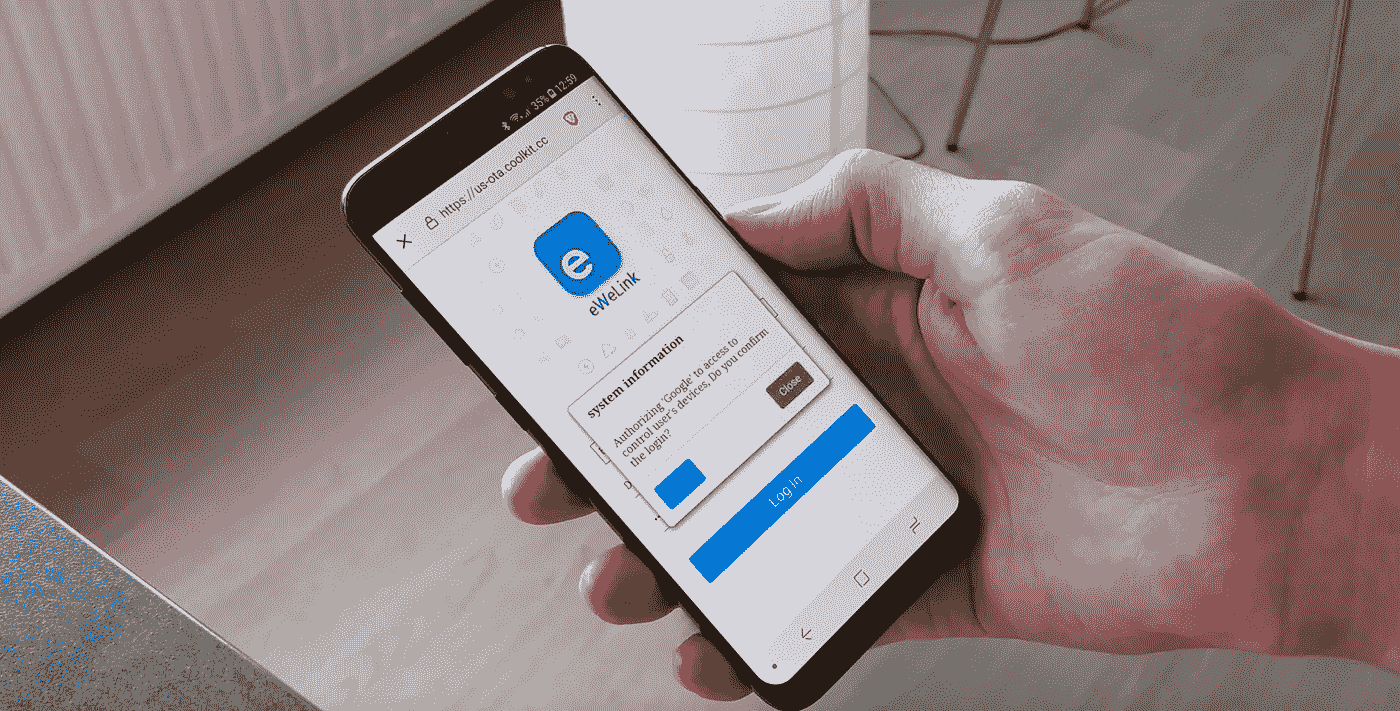 35% 12:59
https://us-ota.coolkit.cc
e
eWeLink
system information
Authorizing 'Google' to access to
control user's devices, Do you confirm
the login?
Close
Log In